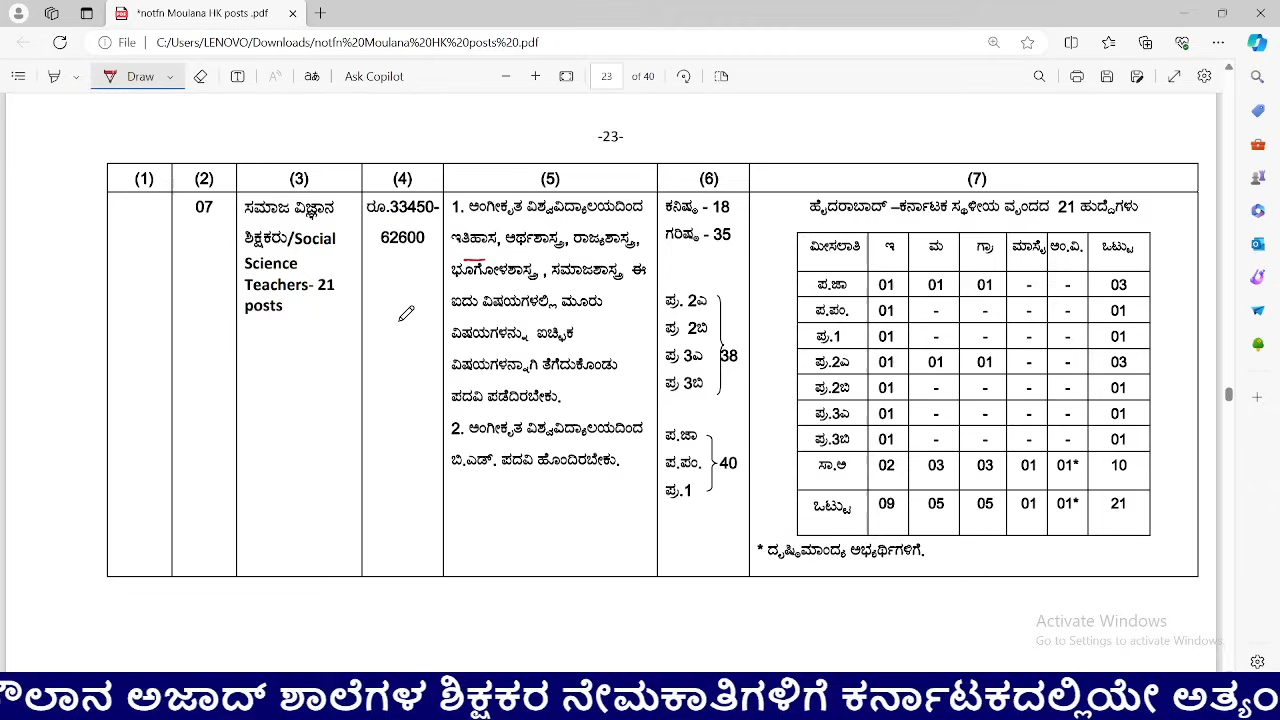 *notfn Moulana HK posts .pdf
File C:/Users/LENOVO/Downloads/notfn%20Moulana%20HK%20posts%20.pdf
Draw Ask Copilot 23 of 40
-23-
(1) (2) (3) (4) (5) (6) (7)
07
ಸಮಾಜ ವಿಜ್ಞಾನ
ಶಿಕ್ಷಕರು/Social
Science
Teachers- 21
posts
ರೂ.33450-
62600
1. ಅಂಗೀಕೃತ ವಿಶ್ವವಿದ್ಯಾಲಯದಿಂದ
ಇತಿಹಾಸ, ಅರ್ಥಶಾಸ್ತ್ರ, ರಾಜ್ಯಶಾಸ್ತ್ರ,
ಭೂಗೋಳಶಾಸ್ತ್ರ , ಸಮಾಜಶಾಸ್ತ್ರ ಈ
ಐದು ವಿಷಯಗಳಲ್ಲಿ ಮೂರು
ವಿಷಯಗಳನ್ನು ಐಚ್ಛಿಕ
ವಿಷಯಗಳನ್ನಾಗಿ ತೆಗೆದುಕೊಂಡು
ಪದವಿ ಪಡೆದಿರಬೇಕು.
2. ಅಂಗೀಕೃತ ವಿಶ್ವವಿದ್ಯಾಲಯದಿಂದ
ಬಿ.ಎಡ್. ಪದವಿ ಹೊಂದಿರಬೇಕು.
ಕನಿಷ್ಠ - 18
ಗರಿಷ್ಠ - 35
ಪ್ರ. 2ಎ
ಪ್ರ 2ಬಿ
ಪ್ರ 3ಎ 38
ಪ್ರ 3ಬಿ
ಪ.ಜಾ
ಪ.ಪಂ. 40
ಪ್ರ.1
ಹೈದರಾಬಾದ್ –ಕರ್ನಾಟಕ ಸ್ಥಳೀಯ ವೃಂದದ 21 ಹುದ್ದೆಗಳು
ಮೀಸಲಾತಿ ಇ ಮ ಗ್ರಾ ಮಾಸೈ ಅಂ.ವಿ. ಒಟ್ಟು
ಪ.ಜಾ 01 01 01 - - 03
ಪ.ಪಂ. 01 - - - - 01
ಪ್ರ.1 01 - - - - 01
ಪ್ರ.2ಎ 01 01 01 - - 03
ಪ್ರ.2ಬಿ 01 - - - - 01
ಪ್ರ.3ಎ 01 - - - - 01
ಪ್ರ.3ಬಿ 01 - - - - 01
ಸಾ.ಅ 02 03 03 01 01* 10
ಒಟ್ಟು 09 05 05 01 01* 21
* ದೃಷ್ಠಿಮಾಂದ್ಯ ಅಭ್ಯರ್ಥಿಗಳಿಗೆ.
Activate Windows
Go to Settings to activate Windows.
ೌಲಾನ ಅಜಾದ್ ಶಾಲೆಗಳ ಶಿಕ್ಷಕರ ನೇಮಕಾತಿಗಳಿಗೆ ಕರ್ನಾಟಕದಲ್ಲಿಯೇ ಅತ್ಯಂ